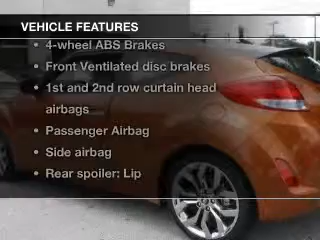 VEHICLE FEATURES
• 4-wheel ABS Brakes
• Front Ventilated disc brakes
• 1st and 2nd row curtain head
airbags
• Passenger Airbag
• Side airbag
• Rear spoiler: Lip